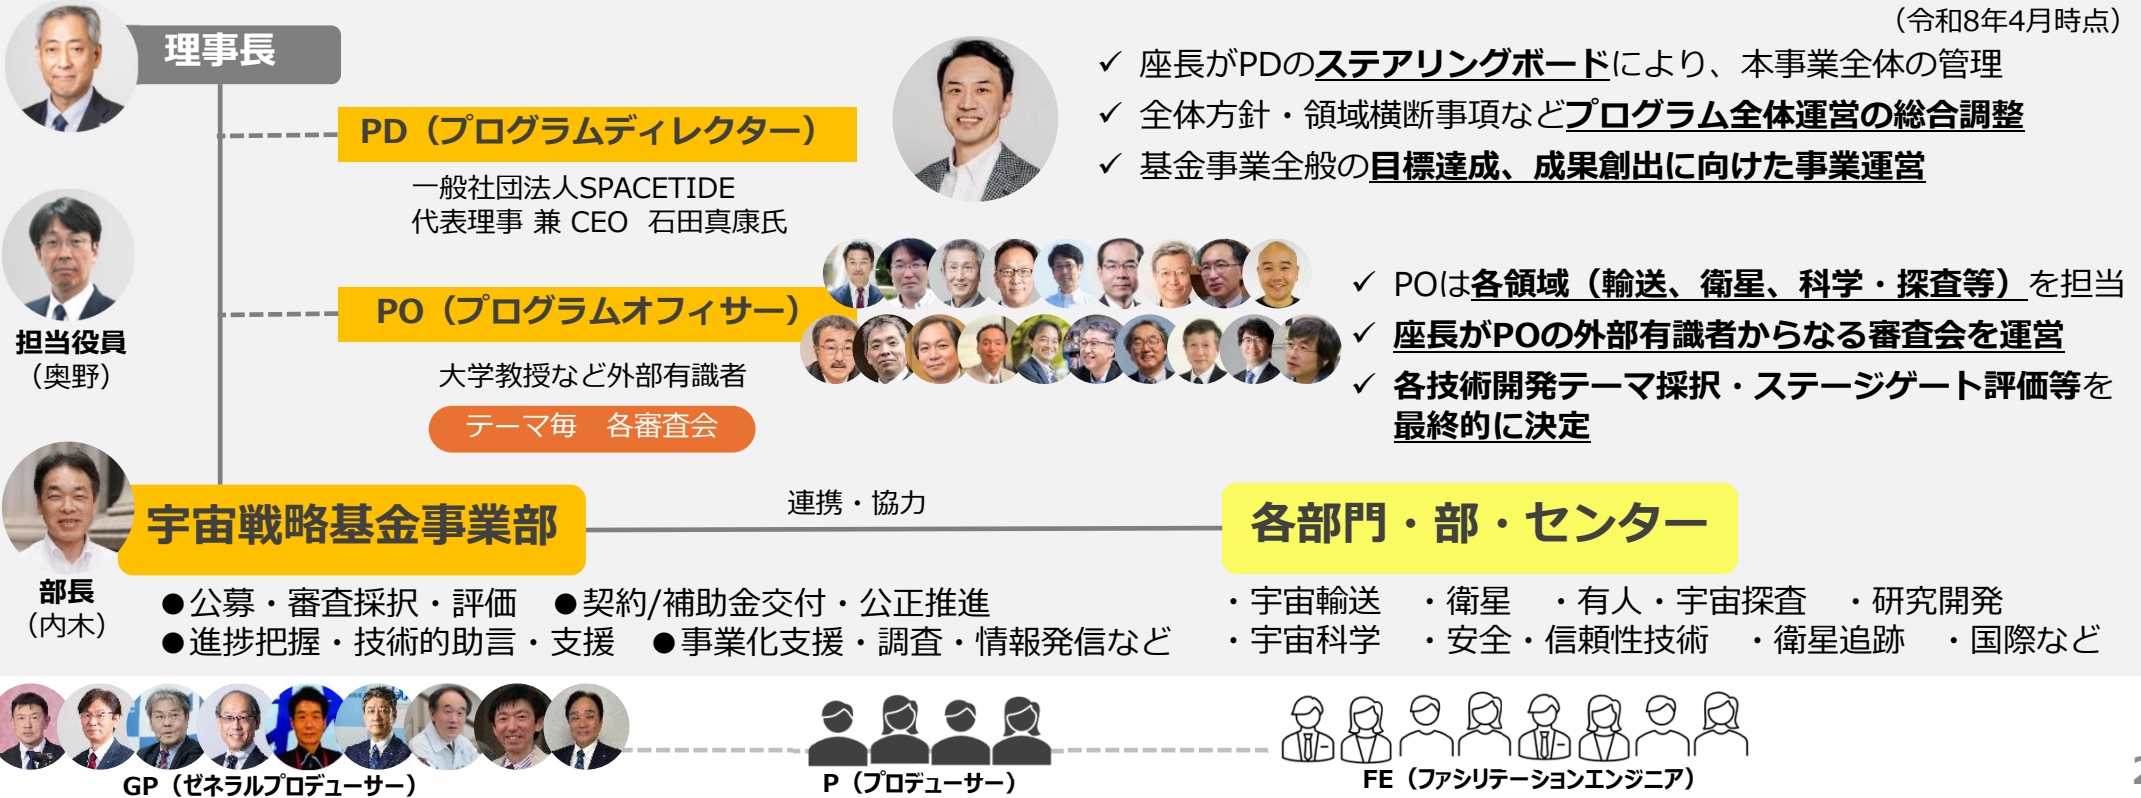 （令和8年4月時点）
理事長
✓ 座長がPDのステアリングボードにより、本事業全体の管理
✓ 全体方針・領域横断事項などプログラム全体運営の総合調整
✓ 基金事業全般の目標達成、成果創出に向けた事業運営
PD（プログラムディレクター）
一般社団法人SPACETIDE
代表理事 兼 CEO 石田真康氏
担当役員
（奥野）
PO（プログラムオフィサー）
大学教授など外部有識者
テーマ毎 各審査会
✓ POは各領域（輸送、衛星、科学・探査等）を担当
✓ 座長がPOの外部有識者からなる審査会を運営
✓ 各技術開発テーマ採択・ステージゲート評価等を
最終的に決定
部長
（内木）
宇宙戦略基金事業部
連携・協力
各部門・部・センター
●公募・審査採択・評価 ●契約/補助金交付・公正推進
●進捗把握・技術的助言・支援 ●事業化支援・調査・情報発信など
・宇宙輸送 ・衛星 ・有人・宇宙探査 ・研究開発
・宇宙科学 ・安全・信頼性技術 ・衛星追跡 ・国際など
GP（ゼネラルプロデューサー）
P（プロデューサー）
FE（ファシリテーションエンジニア）